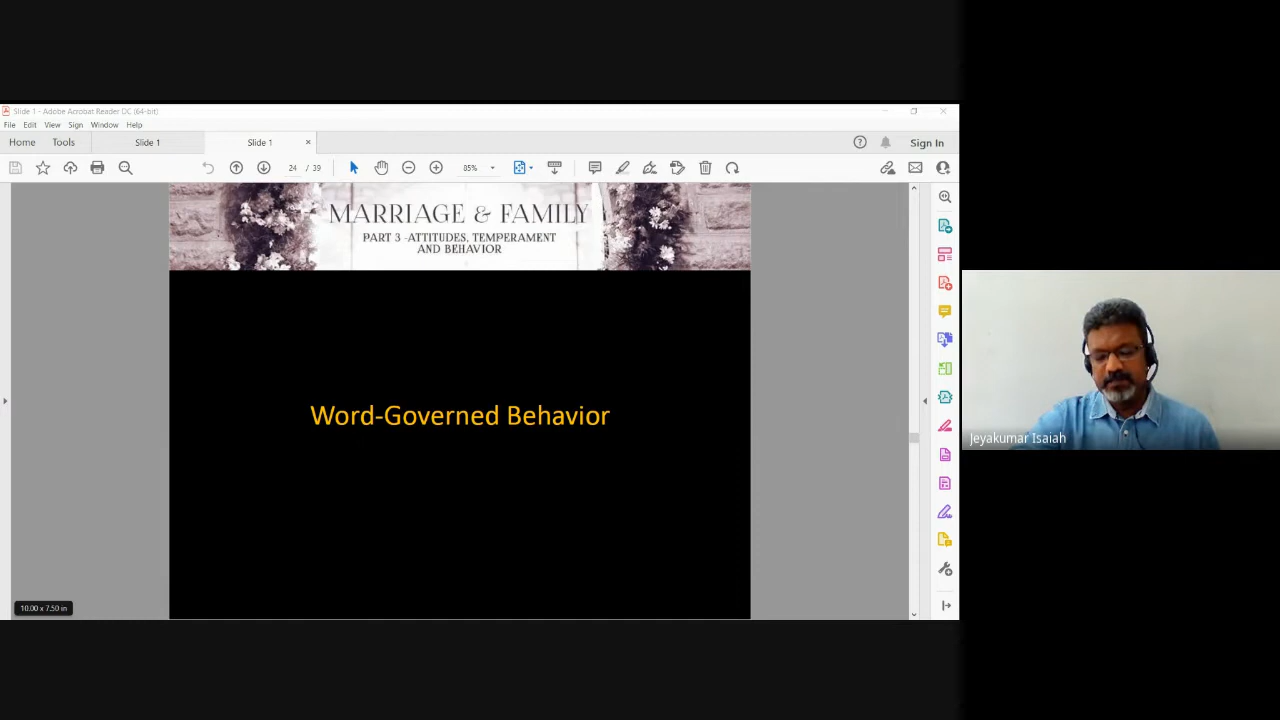 Slide 1 - Adobe Acrobat Reader DC (64-bit)
File Edit View Sign Window Help
Home Tools Slide 1 Slide 1 × Sign In
24 / 39 85%
MARRIAGE & FAMILY
PART 3 -ATTITUDES, TEMPERAMENT
AND BEHAVIOR
Word-Governed Behavior
Jeyakumar Isaiah
10.00 x 7.50 in